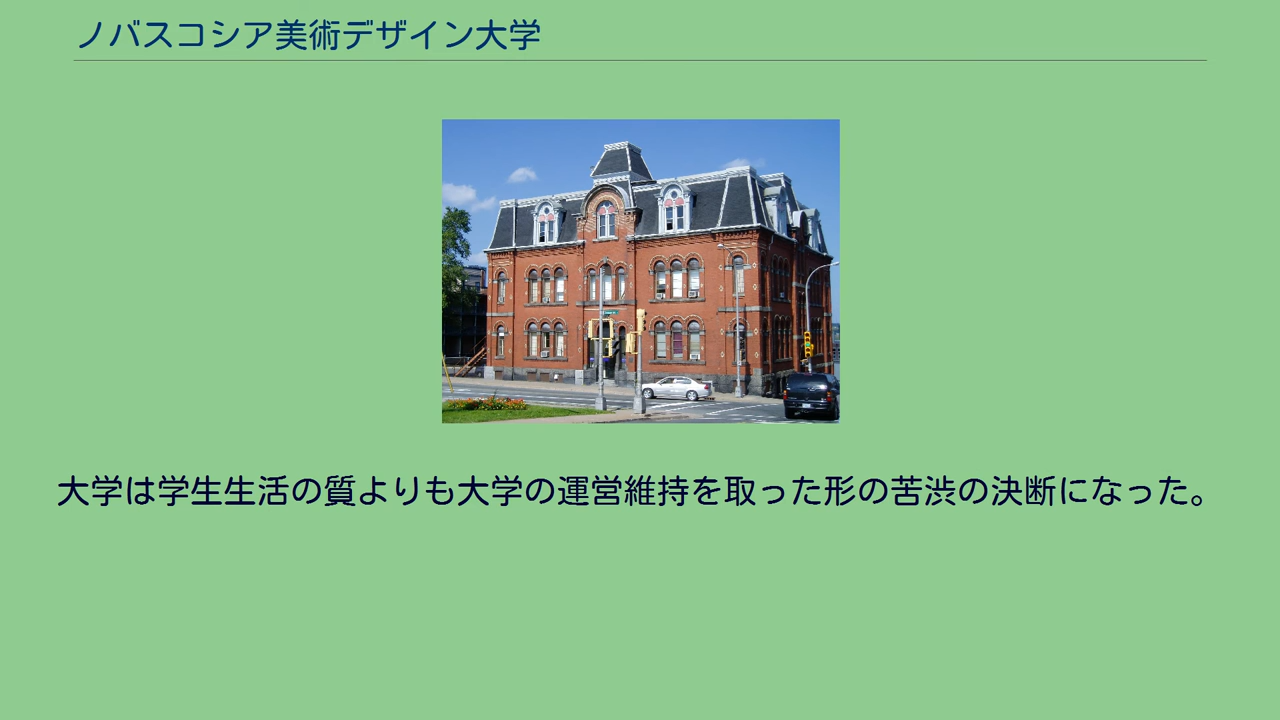 ノバスコシア美術デザイン大学
大学は学生生活の質よりも大学の運営維持を取った形の苦渋の決断になった。